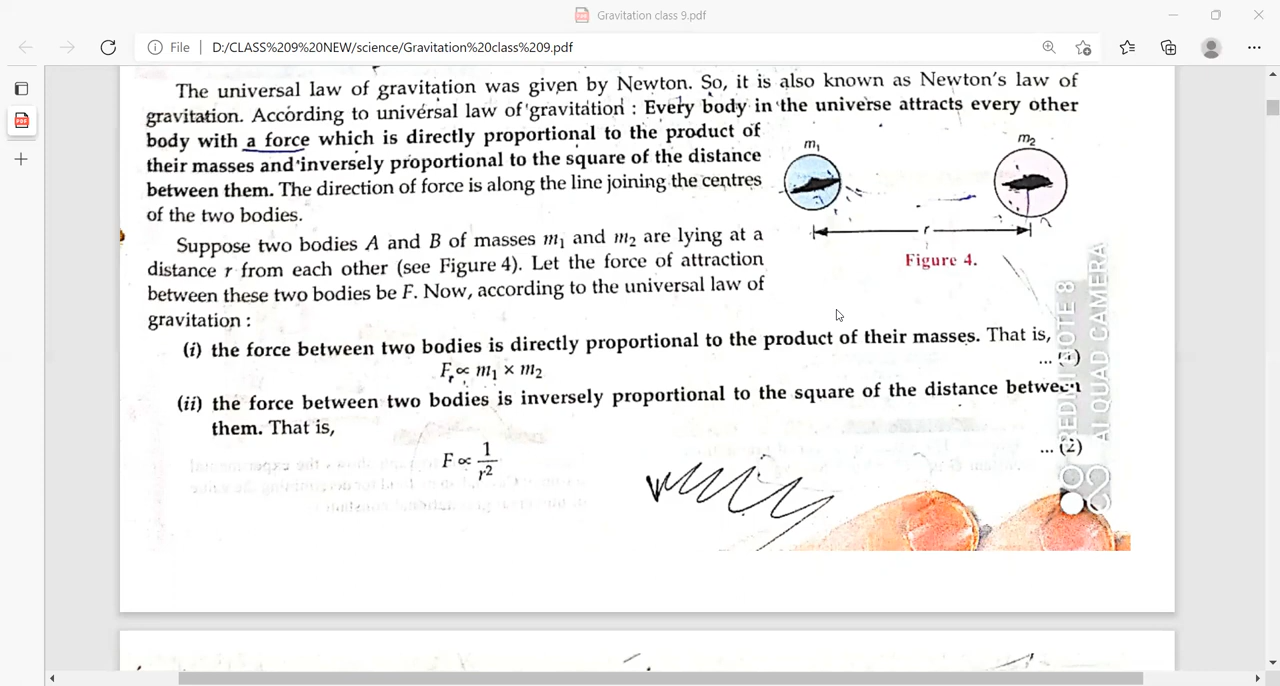 Gravitation class 9.pdf
File | D:/CLASS%209%20NEW/science/Gravitation%20class%209.pdf
The universal law of gravitation was given by Newton. So, it is also known as Newton's law of
gravitation. According to universal law of gravitation : Every body in the universe attracts every other
body with a force which is directly proportional to the product of
their masses and inversely proportional to the square of the distance
between them. The direction of force is along the line joining the centres
of the two bodies.
m₁
m₂
r
Figure 4.
Suppose two bodies A and B of masses m₁ and m₂ are lying at a
distance r from each other (see Figure 4). Let the force of attraction
between these two bodies be F. Now, according to the universal law of
gravitation :
(i) the force between two bodies is directly proportional to the product of their masses. That is,
F ∝ m₁ × m₂ ... (1)
(ii) the force between two bodies is inversely proportional to the square of the distance between
them. That is,
F ∝ 1/r² ... (2)
REDMI NOTE 8
AI QUAD CAMERA